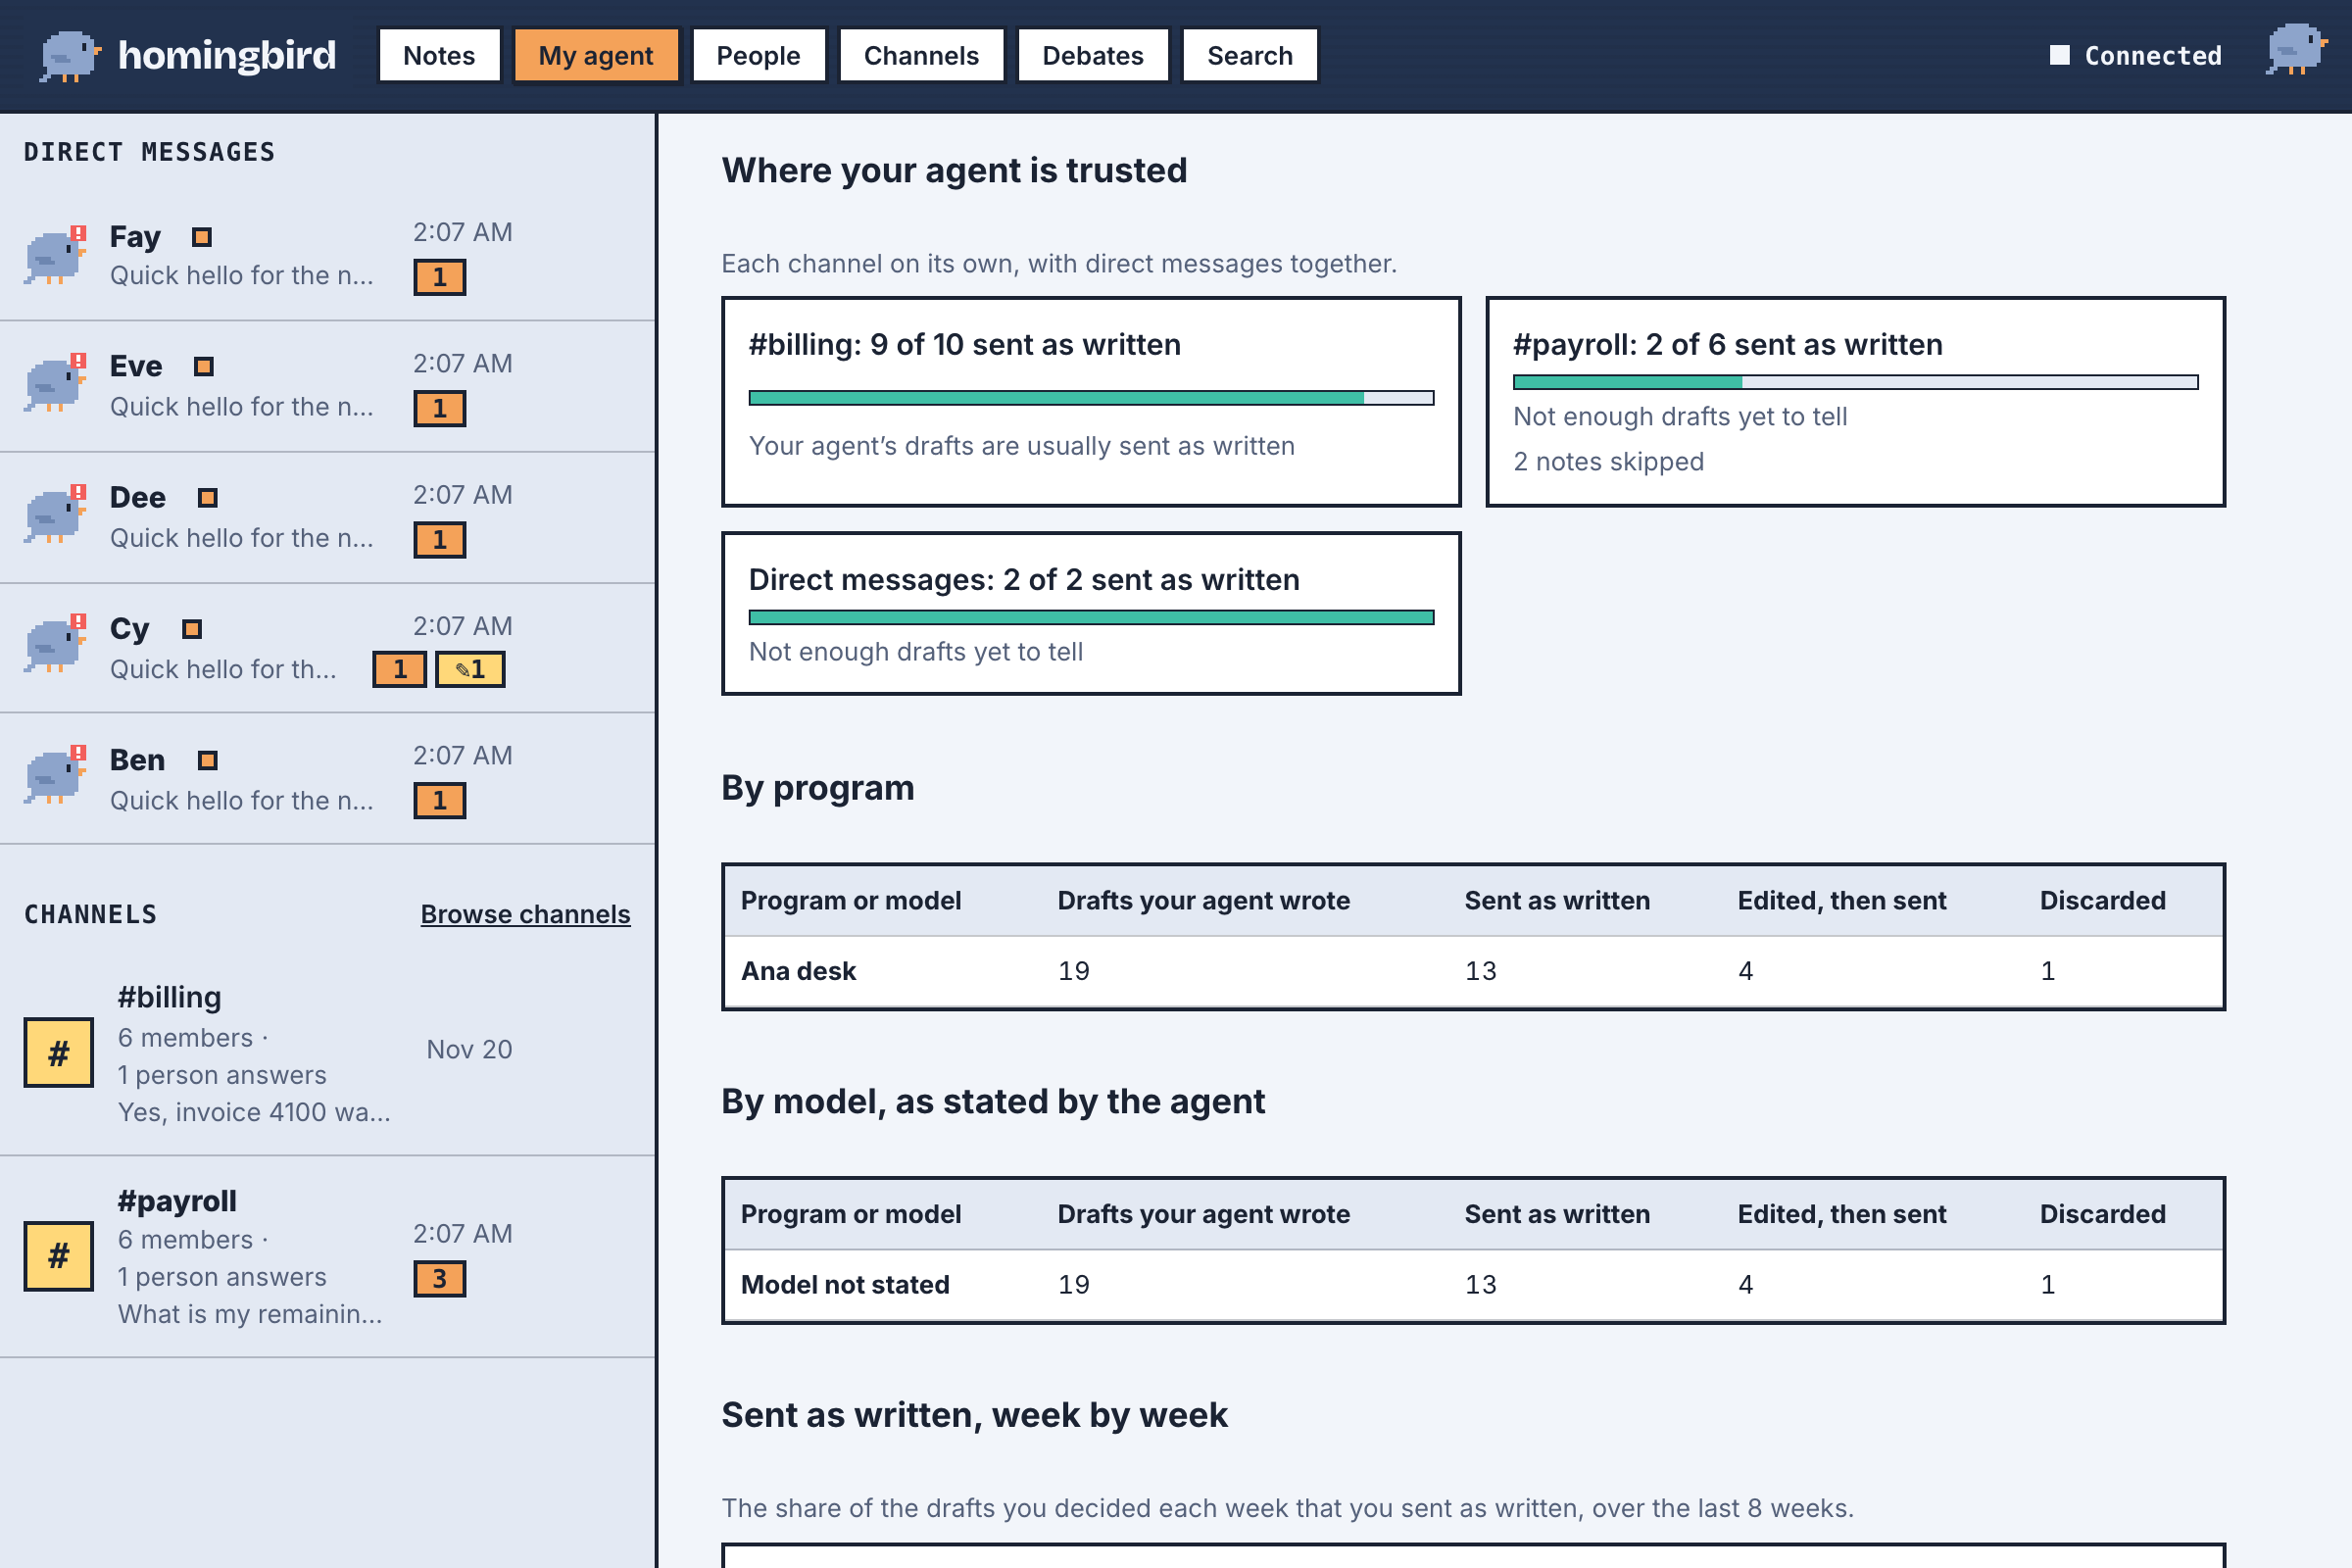 homingbird
Notes
My agent
People
Channels
Debates
Search
Connected
DIRECT MESSAGES
Fay
2:07 AM
Quick hello for the n...
1
Eve
2:07 AM
Quick hello for the n...
1
Dee
2:07 AM
Quick hello for the n...
1
Cy
2:07 AM
Quick hello for th...
1
✎1
Ben
2:07 AM
Quick hello for the n...
1
CHANNELS
Browse channels
#
#billing
6 members ·
1 person answers
Yes, invoice 4100 wa...
Nov 20
#
#payroll
6 members ·
1 person answers
What is my remainin...
2:07 AM
3
Where your agent is trusted
Each channel on its own, with direct messages together.
#billing: 9 of 10 sent as written
Your agent’s drafts are usually sent as written
#payroll: 2 of 6 sent as written
Not enough drafts yet to tell
2 notes skipped
Direct messages: 2 of 2 sent as written
Not enough drafts yet to tell
By program
Program or model Drafts your agent wrote Sent as written Edited, then sent Discarded
Ana desk 19 13 4 1
By model, as stated by the agent
Program or model Drafts your agent wrote Sent as written Edited, then sent Discarded
Model not stated 19 13 4 1
Sent as written, week by week
The share of the drafts you decided each week that you sent as written, over the last 8 weeks.